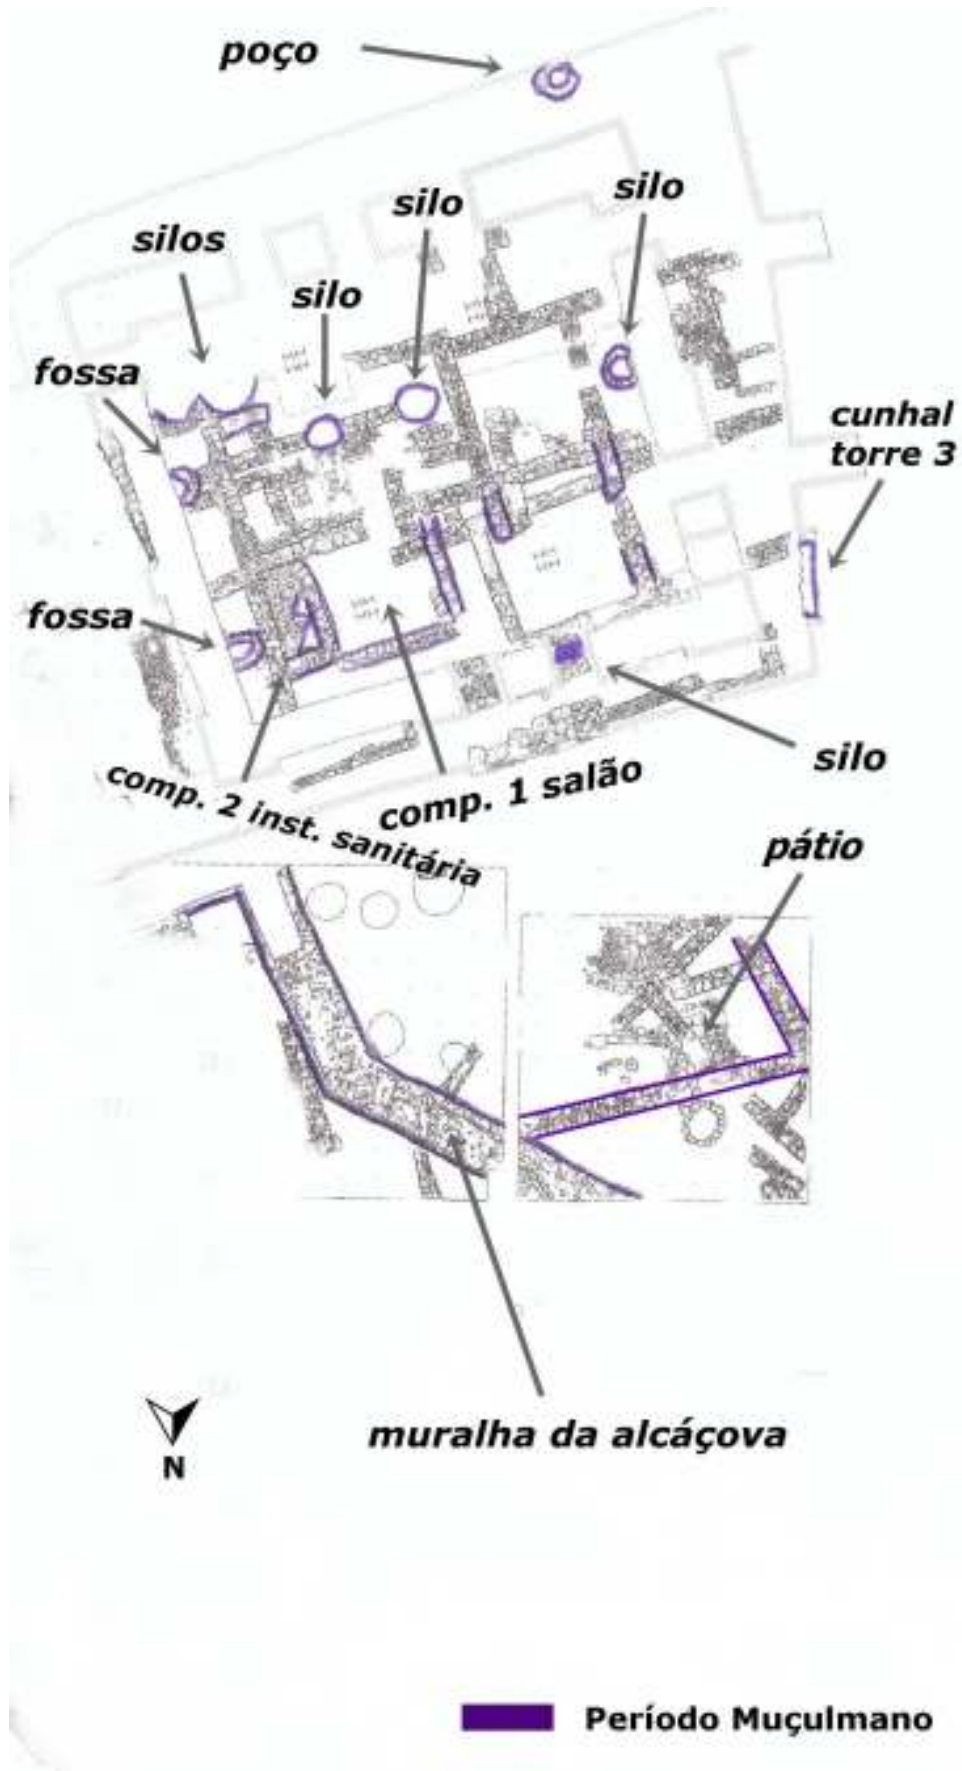 poço
silo
silo
silos
silo
fossa
cunhal
torre 3
fossa
silo
comp. 2 inst. sanitária
comp. 1 salão
pátio
muralha da alcáçova
N
Período Muçulmano